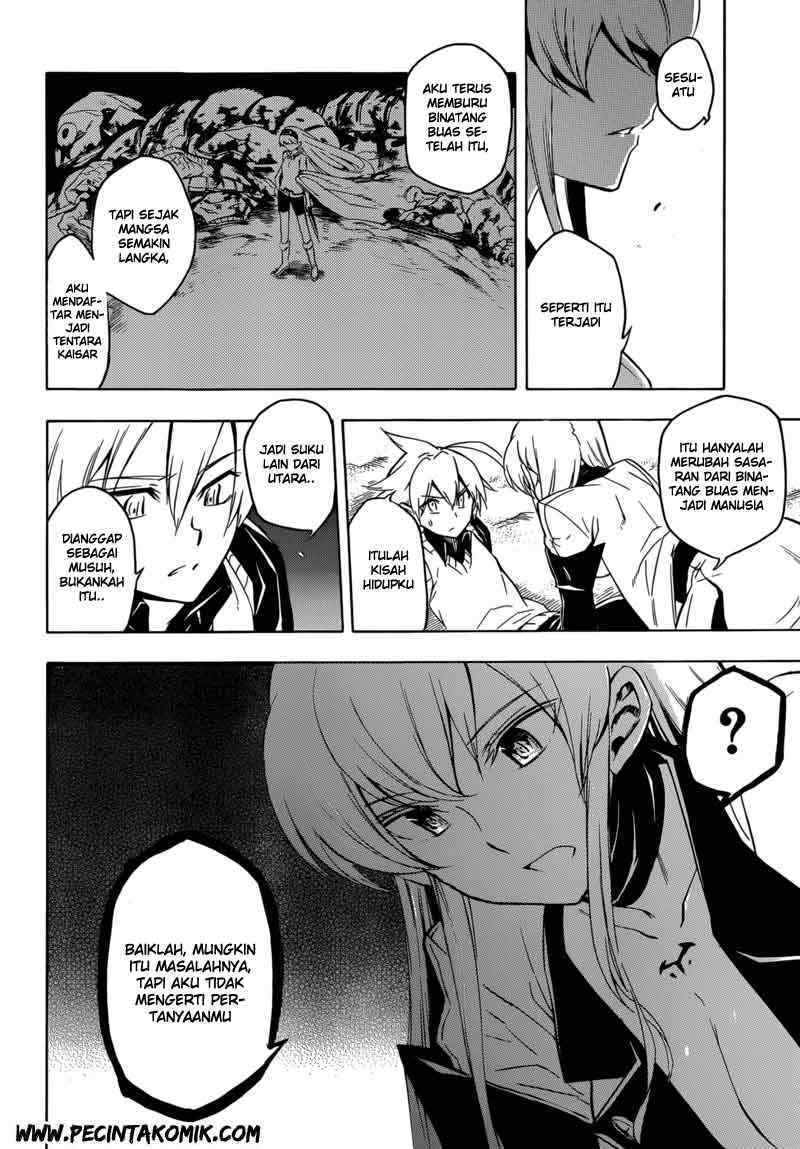 SESU-
ATU
SEPERTI ITU
TERJADI
AKU TERUS
MEMBURU
BINATANG
BUAS SE-
TELAH ITU,
TAPI SEJAK
MANGSA
SEMAKIN
LANGKA,
AKU
MENDAF-
TAR MEN-
JADI
TENTARA
KAISAR
ITU HANYALAH
MERUBAH SASA-
RAN DARI BINA-
TANG BUAS MEN-
JADI MANUSIA
ITULAH
KISAH
HIDUPKU
JADI SUKU
LAIN DARI
UTARA..
DIANGGAP
SEBAGAI
MUSUH,
BUKANKAH
ITU..
?
BAIKLAH, MUNGKIN
ITU MASALAHNYA,
TAPI AKU TIDAK
MENGERTI PER-
TANYAANMU
WWW.PECINTAKOMIK.COM